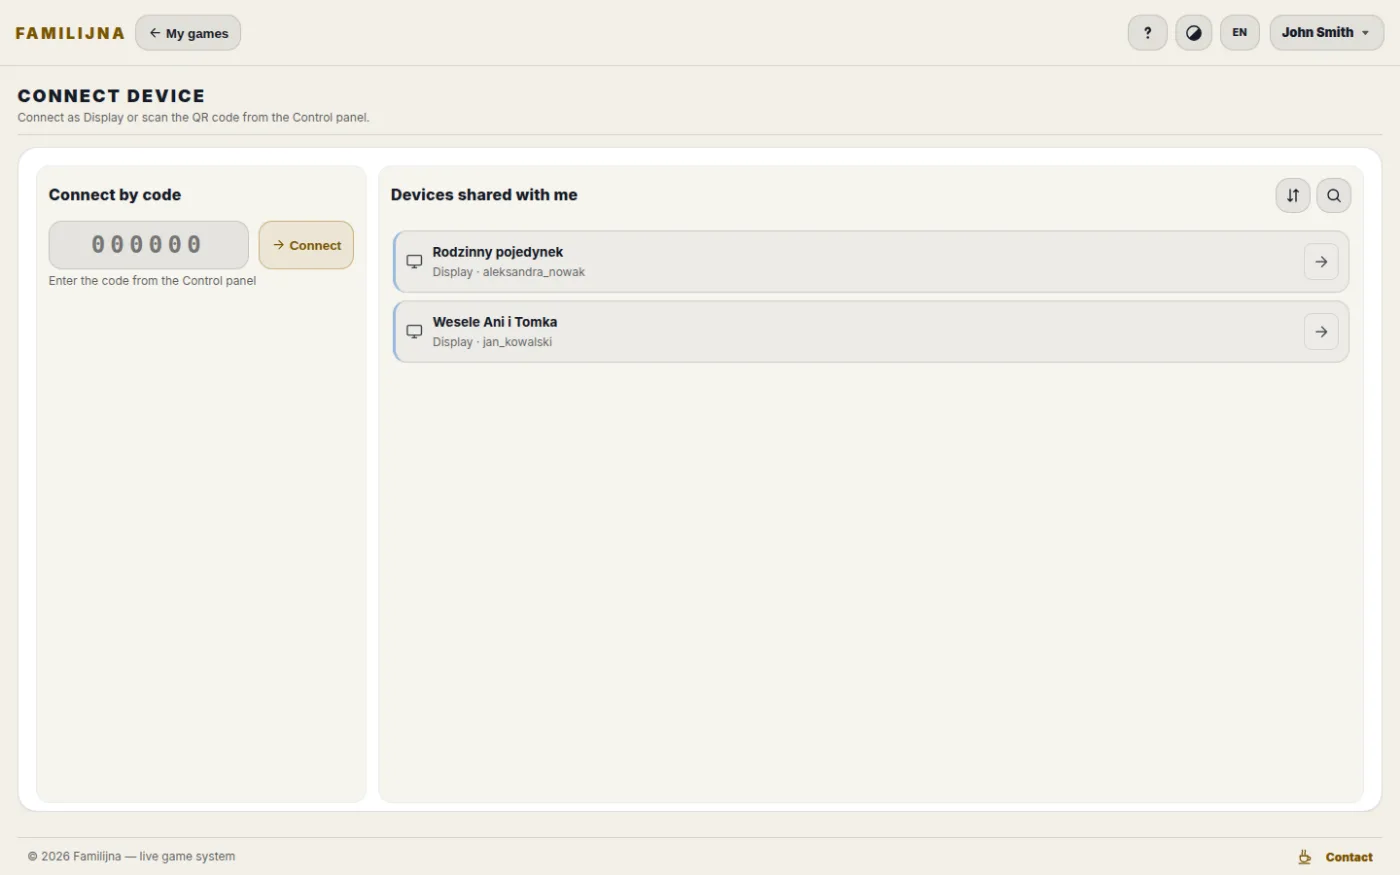 FAMILIJNA
← My games
?
EN
John Smith
CONNECT DEVICE
Connect as Display or scan the QR code from the Control panel.
Connect by code
000000
→ Connect
Enter the code from the Control panel
Devices shared with me
Rodzinny pojedynek
Display · aleksandra_nowak
Wesele Ani i Tomka
Display · jan_kowalski
© 2026 Familijna — live game system
Contact